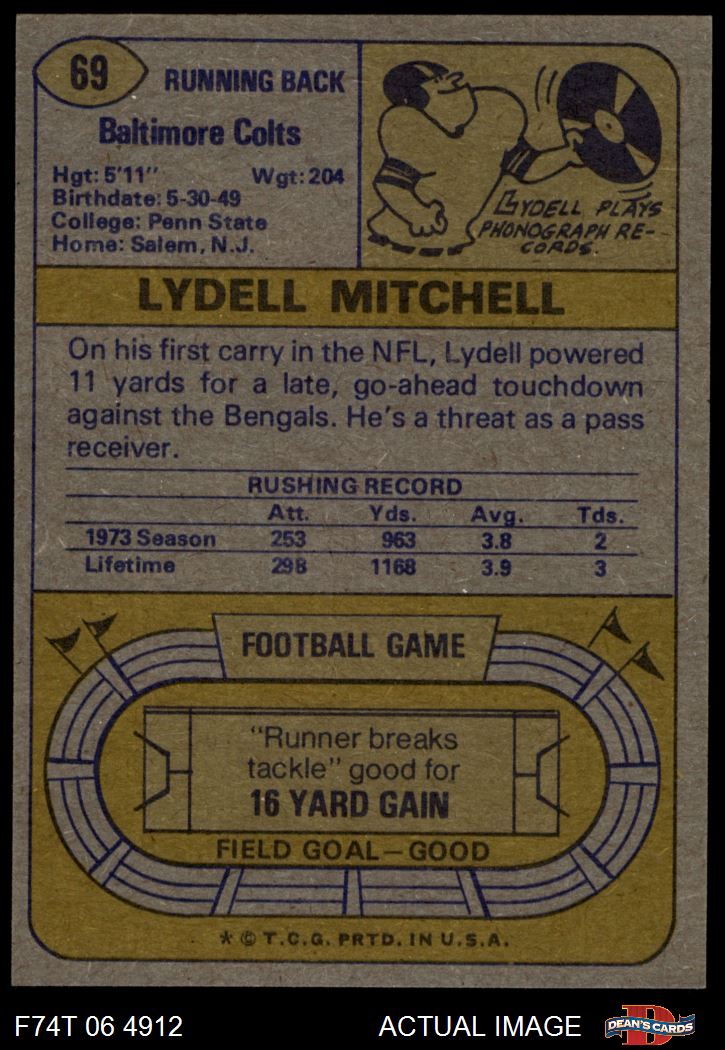 69
RUNNING BACK
Baltimore Colts
Hgt: 5'11" Wgt: 204
Birthdate: 5-30-49
College: Penn State
Home: Salem, N.J.
LYDELL PLAYS
PHONOGRAPH RE-
CORDS.
LYDELL MITCHELL
On his first carry in the NFL, Lydell powered
11 yards for a late, go-ahead touchdown
against the Bengals. He's a threat as a pass
receiver.
RUSHING RECORD
Att. Yds. Avg. Tds.
1973 Season 253 963 3.8 2
Lifetime 298 1168 3.9 3
FOOTBALL GAME
"Runner breaks
tackle" good for
16 YARD GAIN
FIELD GOAL—GOOD
* © T.C.G. PRTD. IN U.S.A.
F74T 06 4912 ACTUAL IMAGE
D
DEAN'S CARDS